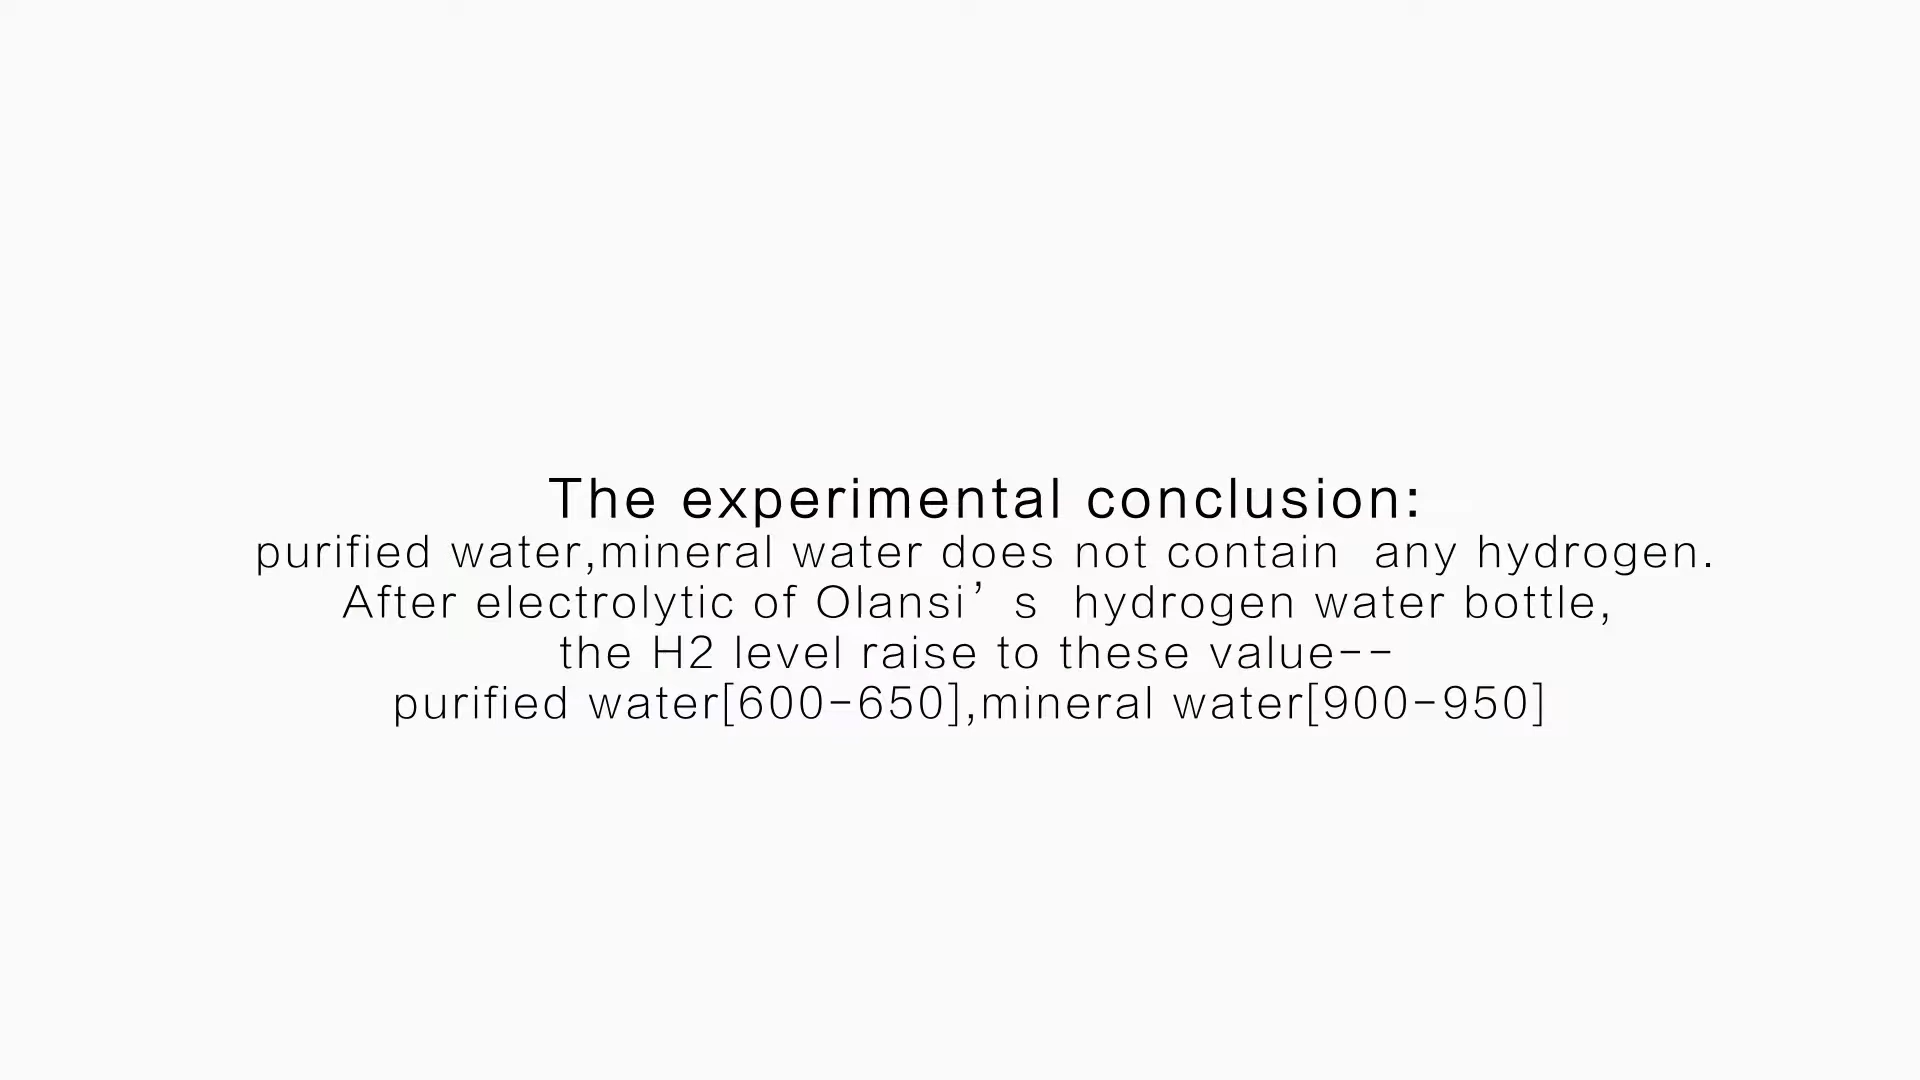 The experimental conclusion:
purified water,mineral water does not contain  any hydrogen.
After electrolytic of Olansi’s  hydrogen water bottle,
the H2 level raise to these value--
purified water[600-650],mineral water[900-950]